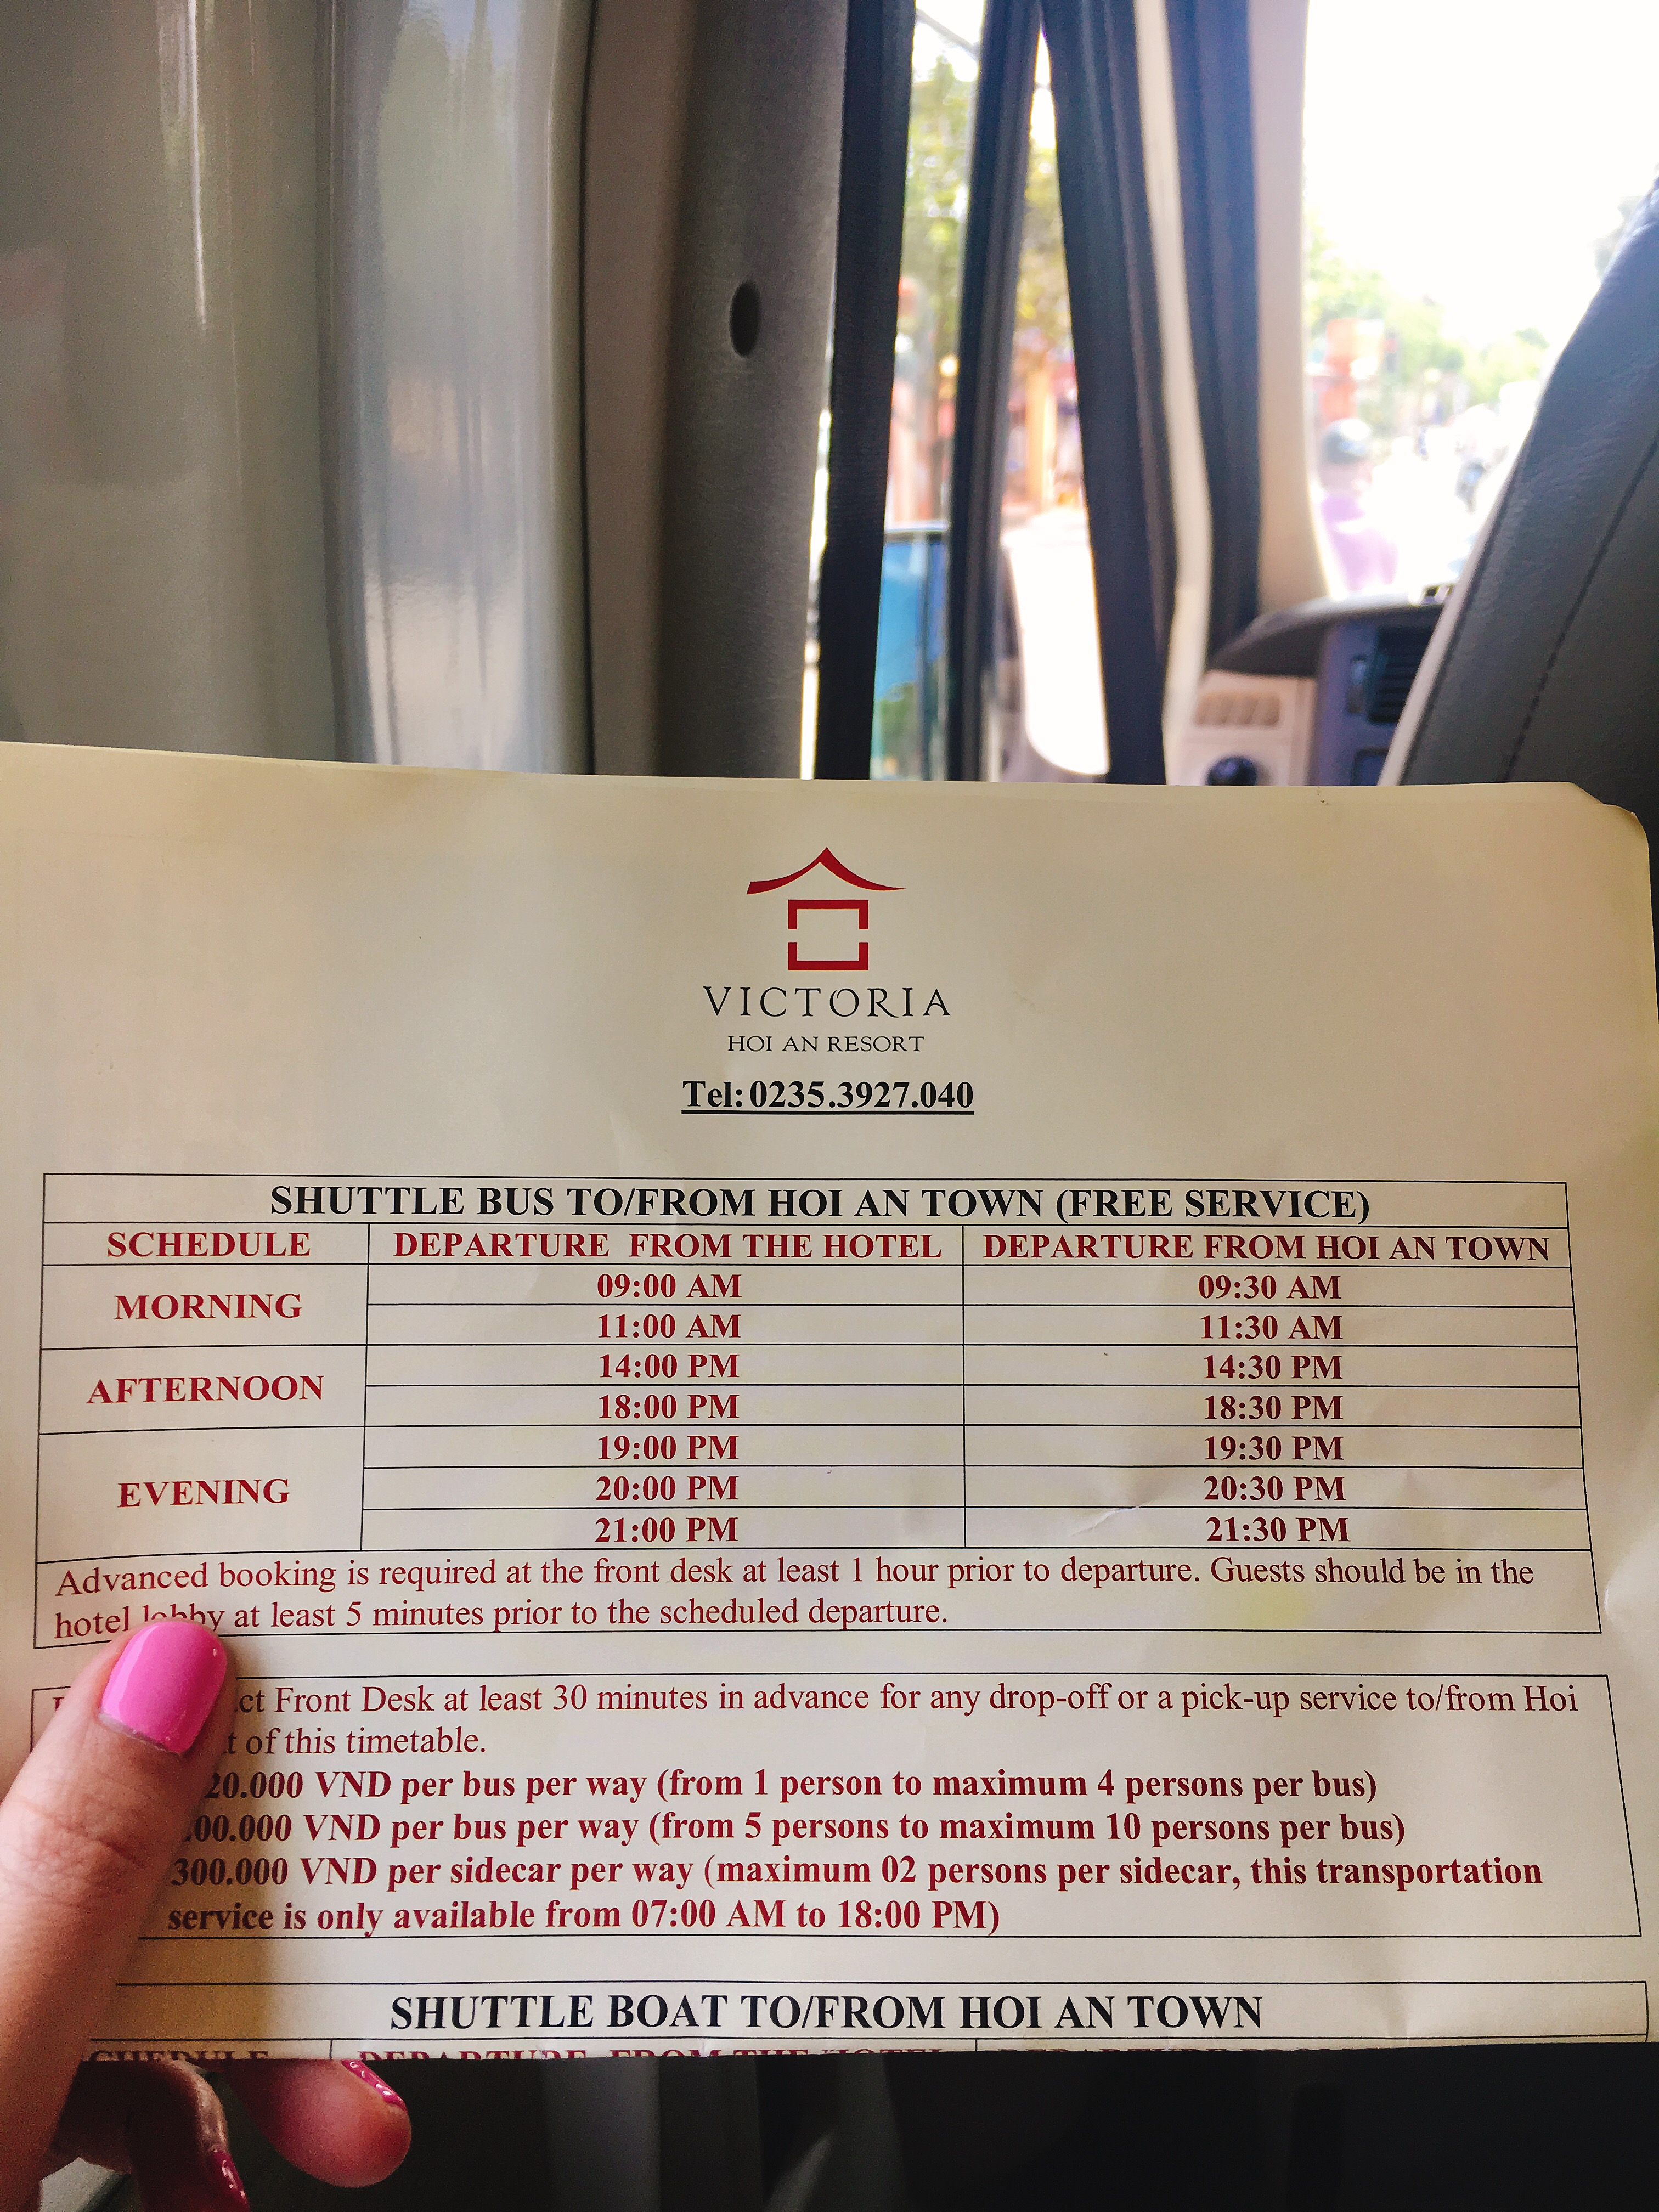 VICTORIA
HOI AN RESORT
Tel: 0235.3927.040
SHUTTLE BUS TO/FROM HOI AN TOWN (FREE SERVICE)
SCHEDULE DEPARTURE FROM THE HOTEL DEPARTURE FROM HOI AN TOWN
MORNING 09:00 AM 09:30 AM
11:00 AM 11:30 AM
AFTERNOON 14:00 PM 14:30 PM
18:00 PM 18:30 PM
EVENING 19:00 PM 19:30 PM
20:00 PM 20:30 PM
21:00 PM 21:30 PM
Advanced booking is required at the front desk at least 1 hour prior to departure. Guests should be in the
hotel lobby at least 5 minutes prior to the scheduled departure.
Front Desk at least 30 minutes in advance for any drop-off or a pick-up service to/from Hoi
of this timetable.
VND per bus per way (from 1 person to maximum 4 persons per bus)
VND per bus per way (from 5 persons to maximum 10 persons per bus)
300.000 VND per sidecar per way (maximum 02 persons per sidecar, this transportation
service is only available from 07:00 AM to 18:00 PM)
SHUTTLE BOAT TO/FROM HOI AN TOWN
DEPARTURE FROM THE HOTEL